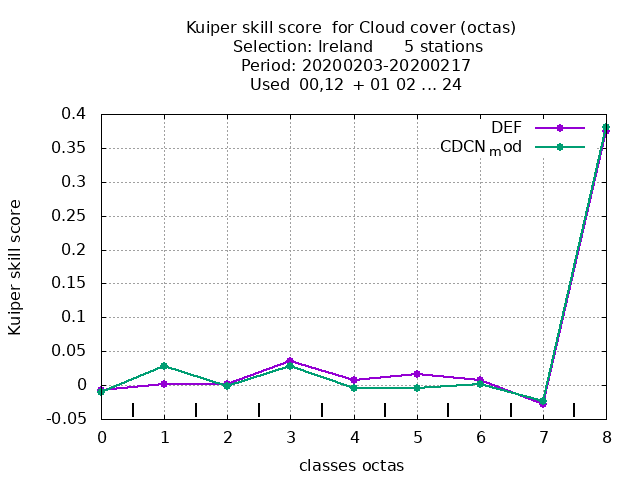 Kuiper skill score  for Cloud cover (octas)
Selection: Ireland      5 stations
Period: 20200203-20200217
Used  00,12  + 01 02 ... 24
DEF
CDCNmod
0.4
0.35
0.3
0.25
0.2
0.15
0.1
0.05
0
-0.05
Kuiper skill score
0 1 2 3 4 5 6 7 8
classes octas